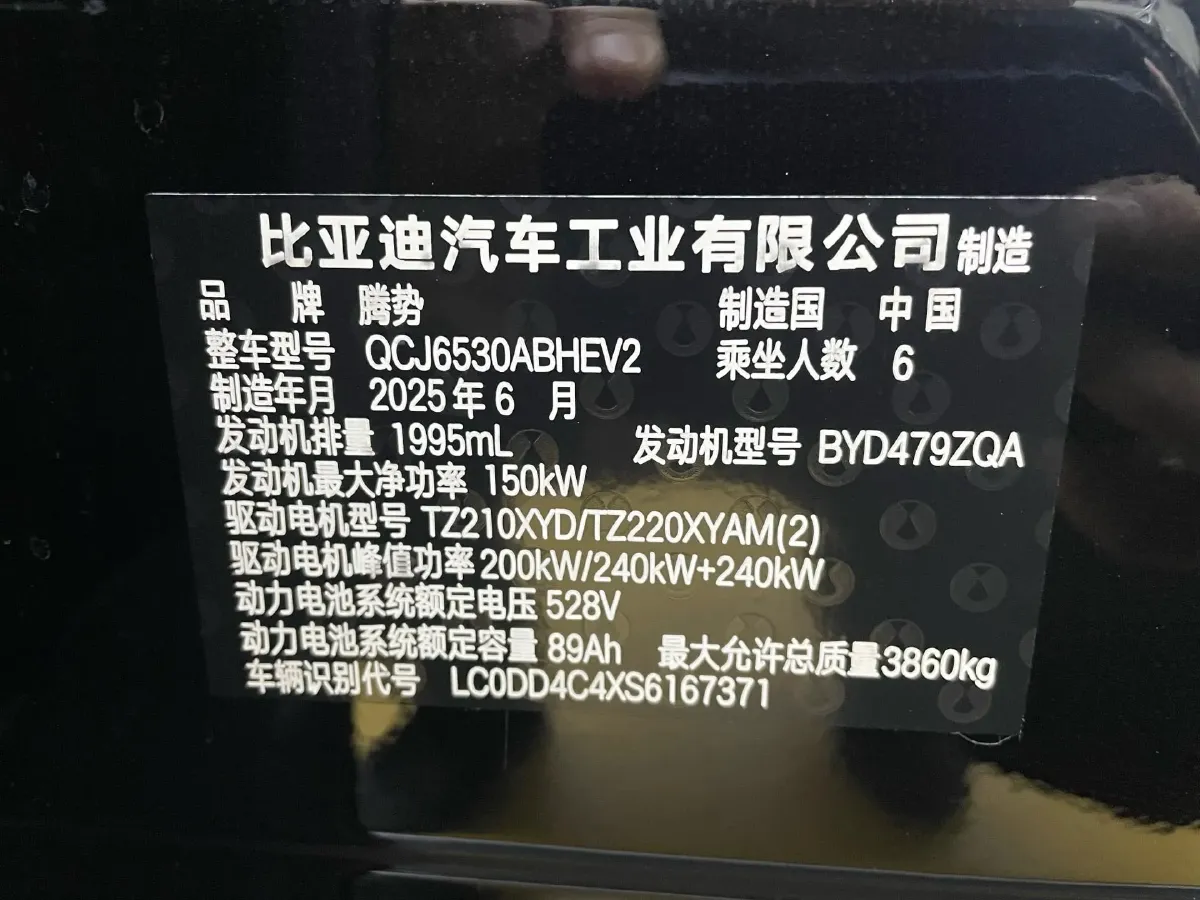 比亚迪汽车工业有限公司制造
品 牌 腾势 制造国 中国
整车型号 QCJ6530ABHEV2 乘坐人数 6
制造年月 2025年6 月
发动机排量 1995mL 发动机型号 BYD479ZQA
发动机最大净功率 150kW
驱动电机型号 TZ210XYD/TZ220XYAM(2)
驱动电机峰值功率 200kW/240kW+240kW
动力电池系统额定电压 528V
动力电池系统额定容量 89Ah 最大允许总质量3860kg
车辆识别代号 LC0DD4C4XS6167371